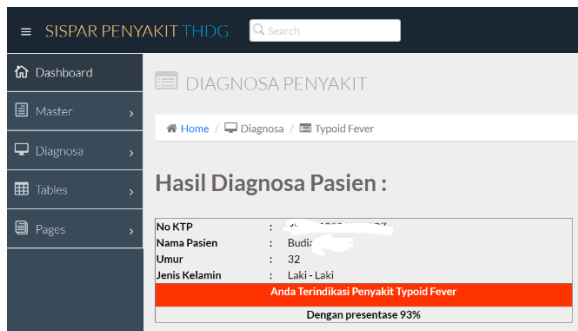 ≡ SISPAR PENYAKIT THDG Search
Dashboard
DIAGNOSA PENYAKIT
Master
Home / Diagnosa / Typoid Fever
Diagnosa
Hasil Diagnosa Pasien :
Tables
Pages
No KTP :
Nama Pasien :
Umur : 32
Jenis Kelamin : Laki - Laki
Anda Terindikasi Penyakit Typoid Fever
Dengan presentase 93%